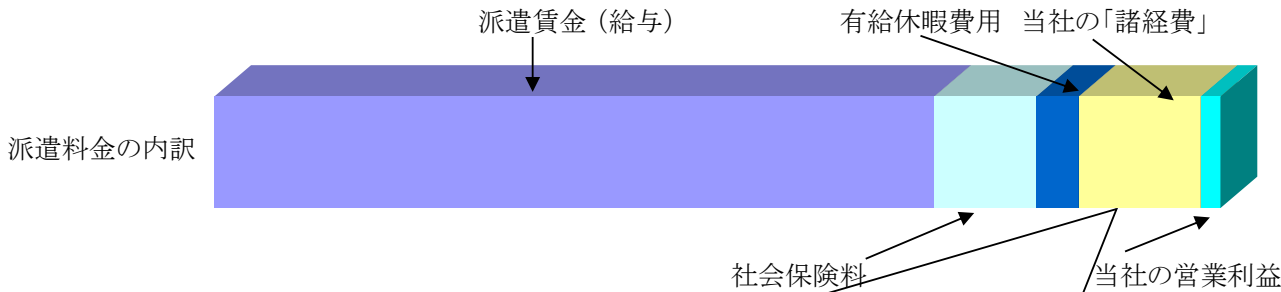 派遣賃金（給与）
有給休暇費用
当社の「諸経費」
派遣料金の内訳
社会保険料
当社の営業利益